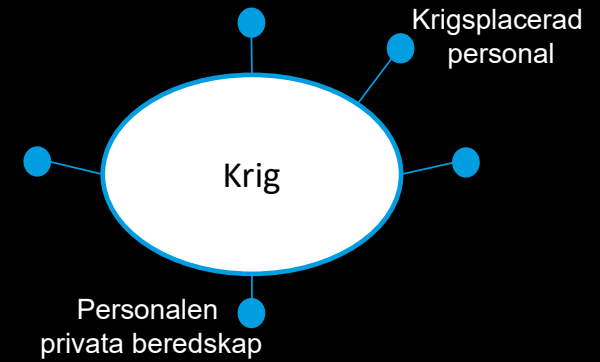 Krigsplacerad
personal
Krig
Personalen
privata beredskap